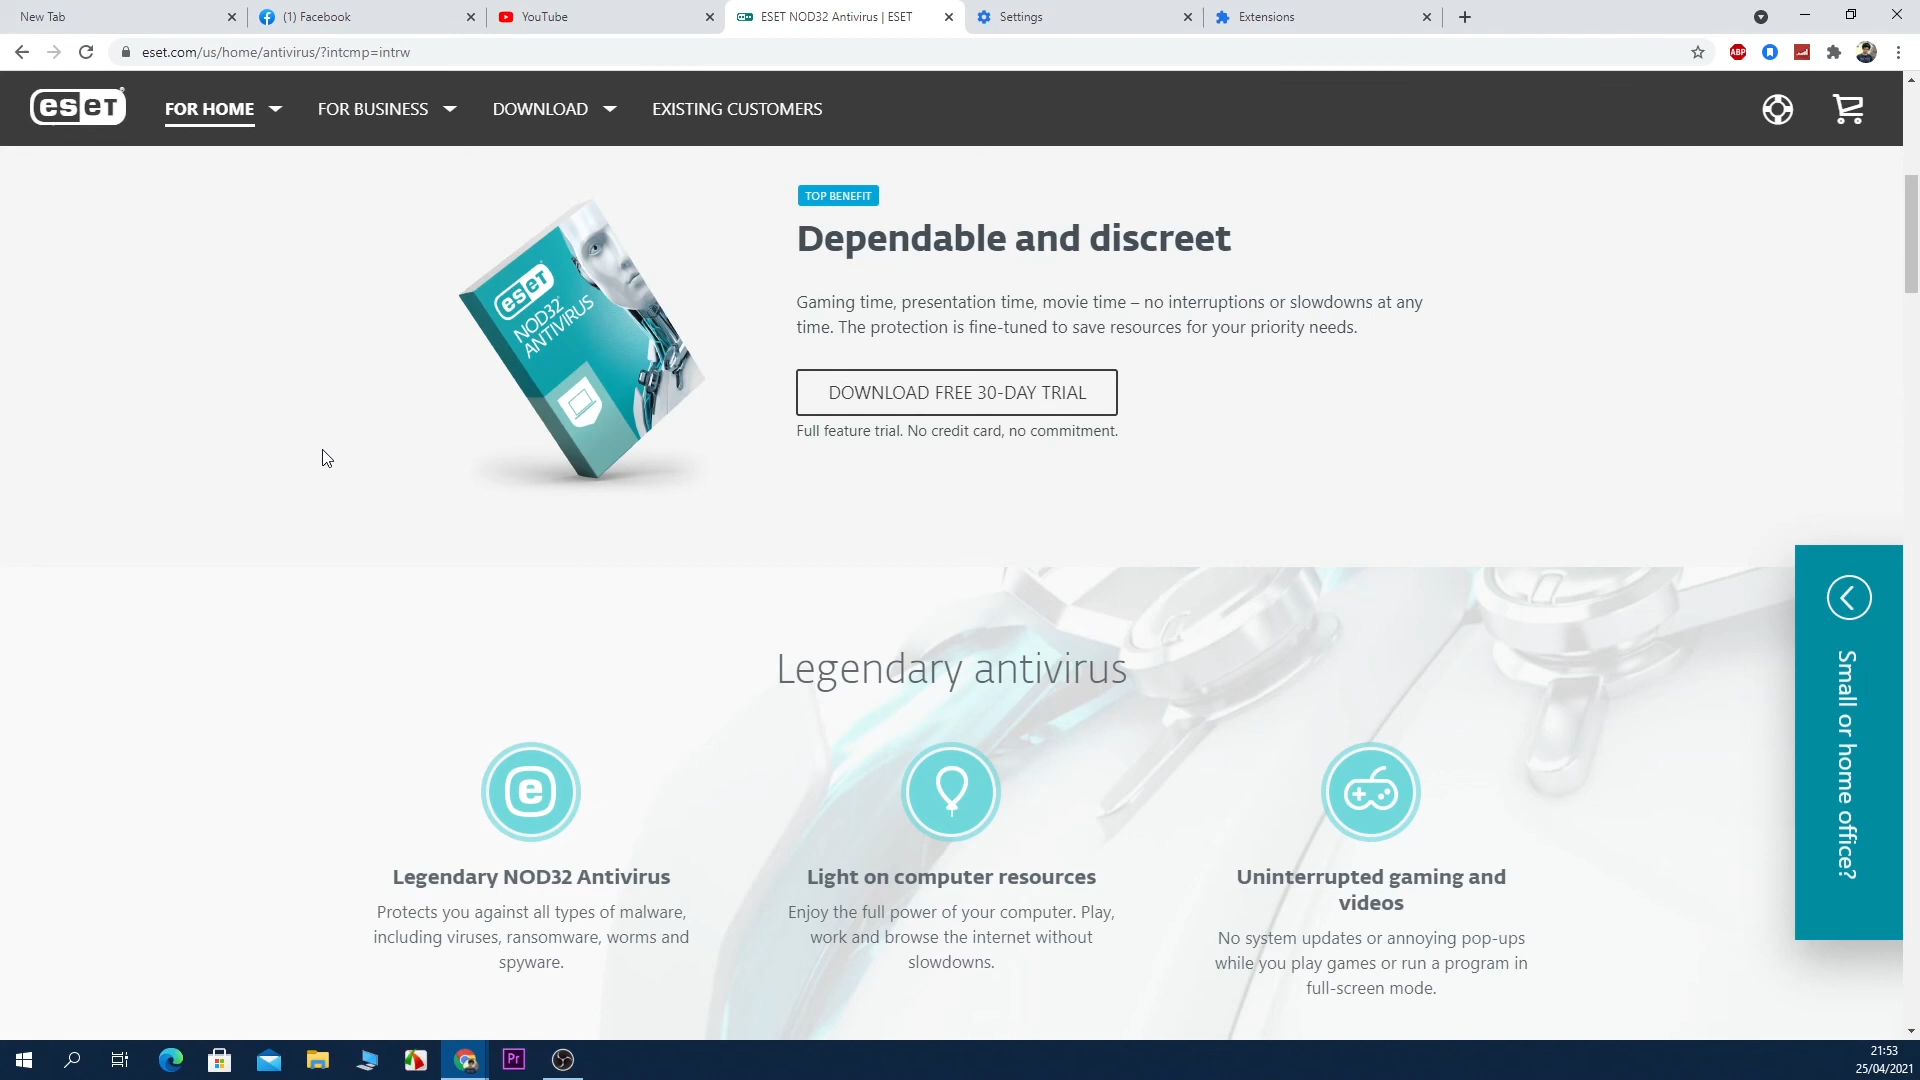 New Tab
(1) Facebook
YouTube
ESET NOD32 Antivirus | ESET
Settings
Extensions
eset.com/us/home/antivirus/?intcmp=intrw
ABP
eseT
FOR HOME
FOR BUSINESS
DOWNLOAD
EXISTING CUSTOMERS
TOP BENEFIT
Dependable and discreet
Gaming time, presentation time, movie time – no interruptions or slowdowns at any
time. The protection is fine-tuned to save resources for your priority needs.
DOWNLOAD FREE 30-DAY TRIAL
Full feature trial. No credit card, no commitment.
eseT
NOD32
ANTIVIRUS
Small or home office?
Legendary antivirus
e
Legendary NOD32 Antivirus
Protects you against all types of malware,
including viruses, ransomware, worms and
spyware.
Light on computer resources
Enjoy the full power of your computer. Play,
work and browse the internet without
slowdowns.
Uninterrupted gaming and
videos
No system updates or annoying pop-ups
while you play games or run a program in
full-screen mode.
Pr
21:53
25/04/2021